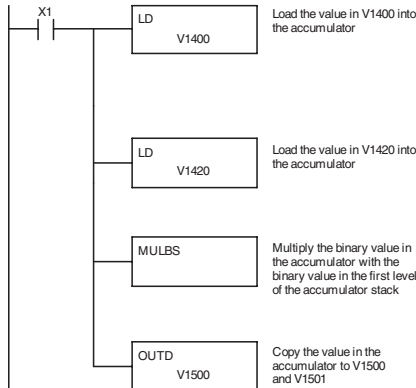 X1
LD
V1400
Load the value in V1400 into
the accumulator
LD
V1420
Load the value in V1420 into
the accumulator
MULBS
Multiply the binary value in
the accumulator with the
binary value in the first level
of the accumulator stack
OUTD
V1500
Copy the value in the
accumulator to V1500
and V1501